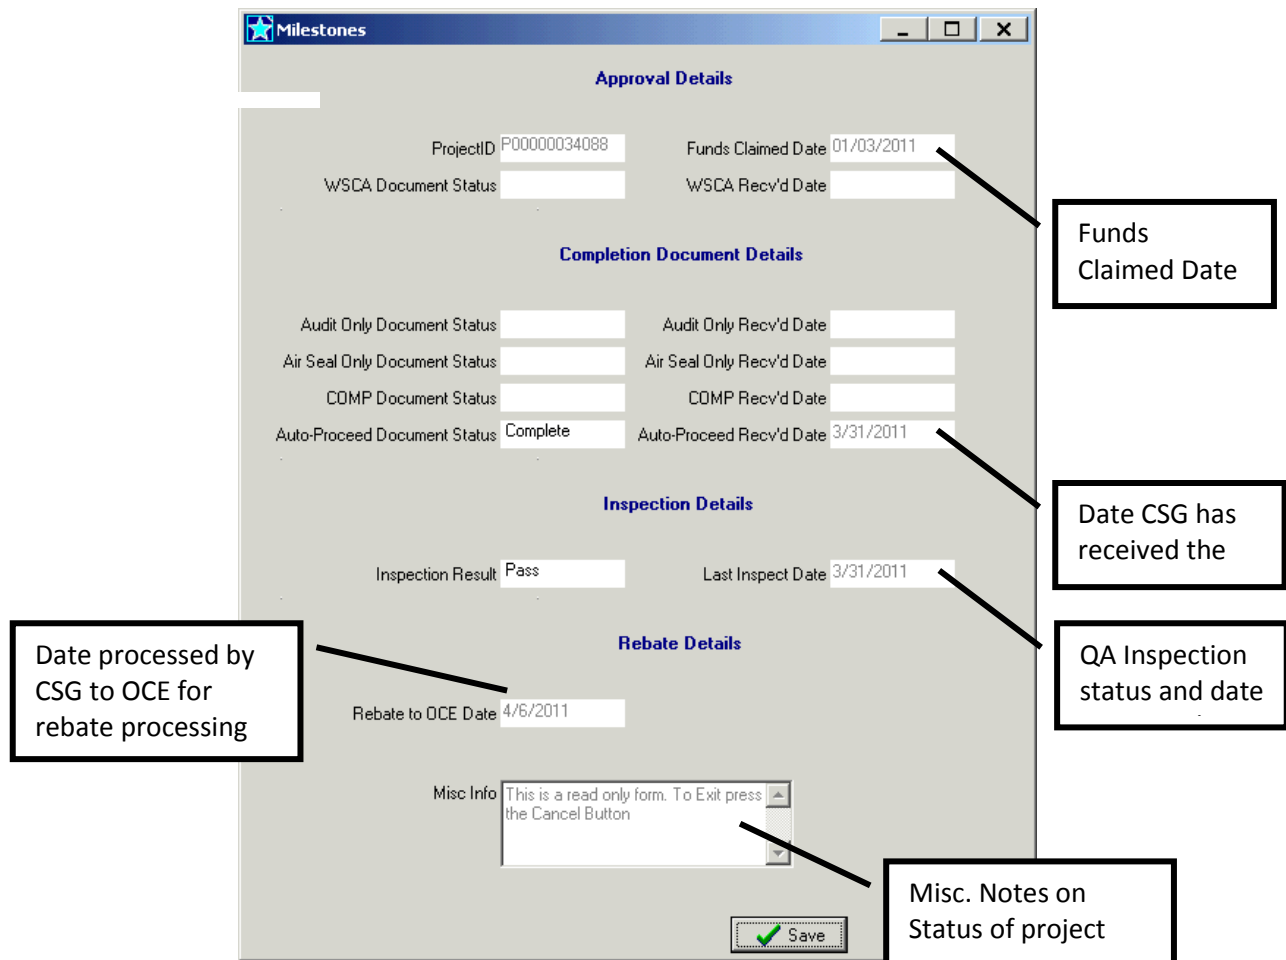 Milestones
Approval Details
ProjectID P00000034088 Funds Claimed Date 01/03/2011
WSCA Document Status WSCA Recv'd Date
Funds
Claimed Date
Completion Document Details
Audit Only Document Status Audit Only Recv'd Date
Air Seal Only Document Status Air Seal Only Recv'd Date
COMP Document Status COMP Recv'd Date
Auto-Proceed Document Status Complete Auto-Proceed Recv'd Date 3/31/2011
Date CSG has
received the
Inspection Details
Inspection Result Pass Last Inspect Date 3/31/2011
QA Inspection
status and date
Rebate Details
Date processed by
CSG to OCE for
rebate processing
Rebate to OCE Date 4/6/2011
Misc Info This is a read only form. To Exit press
the Cancel Button
Misc. Notes on
Status of project
Save